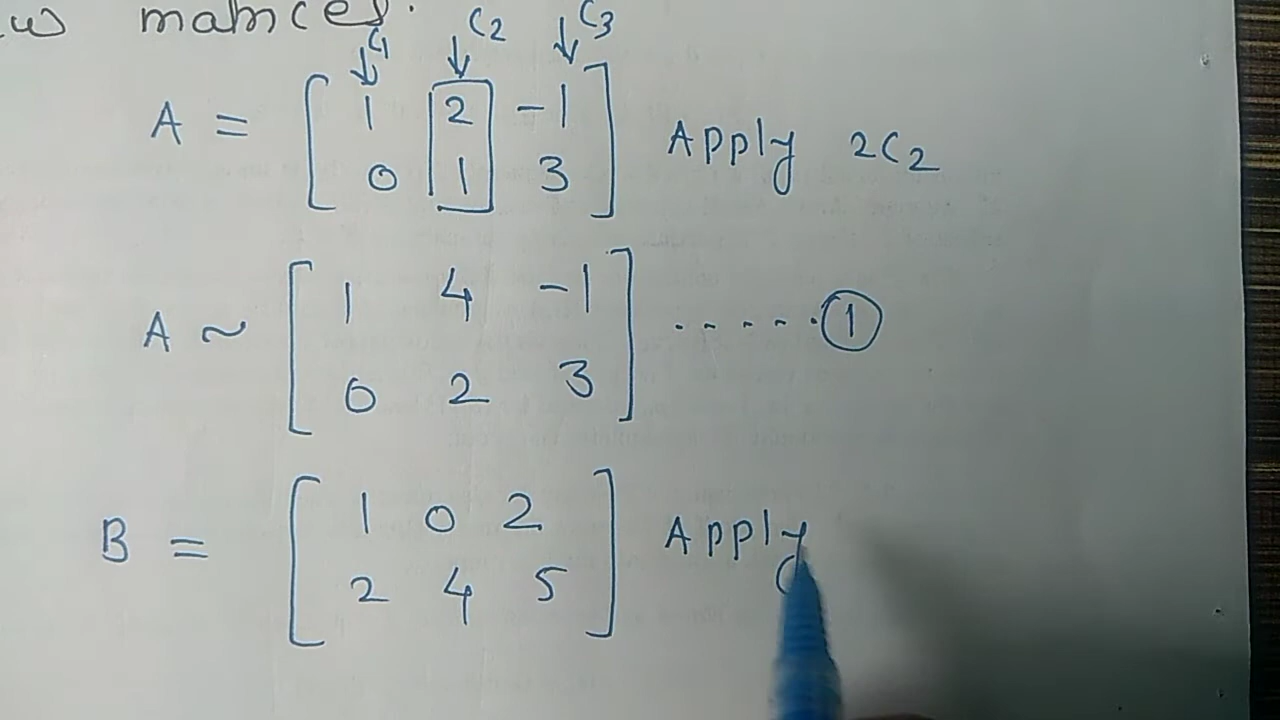 w matrices.
C1 C2 C3
A = [ 1 2 -1
0 1 3 ] Apply 2C2
A ~ [ 1 4 -1
0 2 3 ] ......①
B = [ 1 0 2
2 4 5 ] Apply